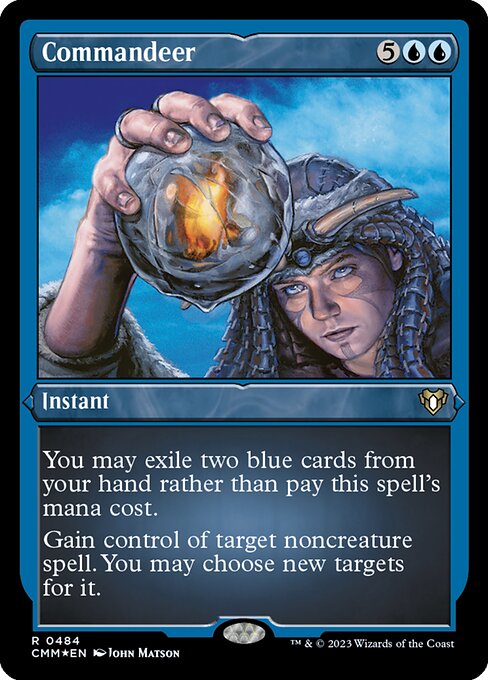 Commandeer 5
Instant
You may exile two blue cards from
your hand rather than pay this spell's
mana cost.
Gain control of target noncreature
spell. You may choose new targets
for it.
R 0484
CMM★EN John Matson
™ & © 2023 Wizards of the Coast